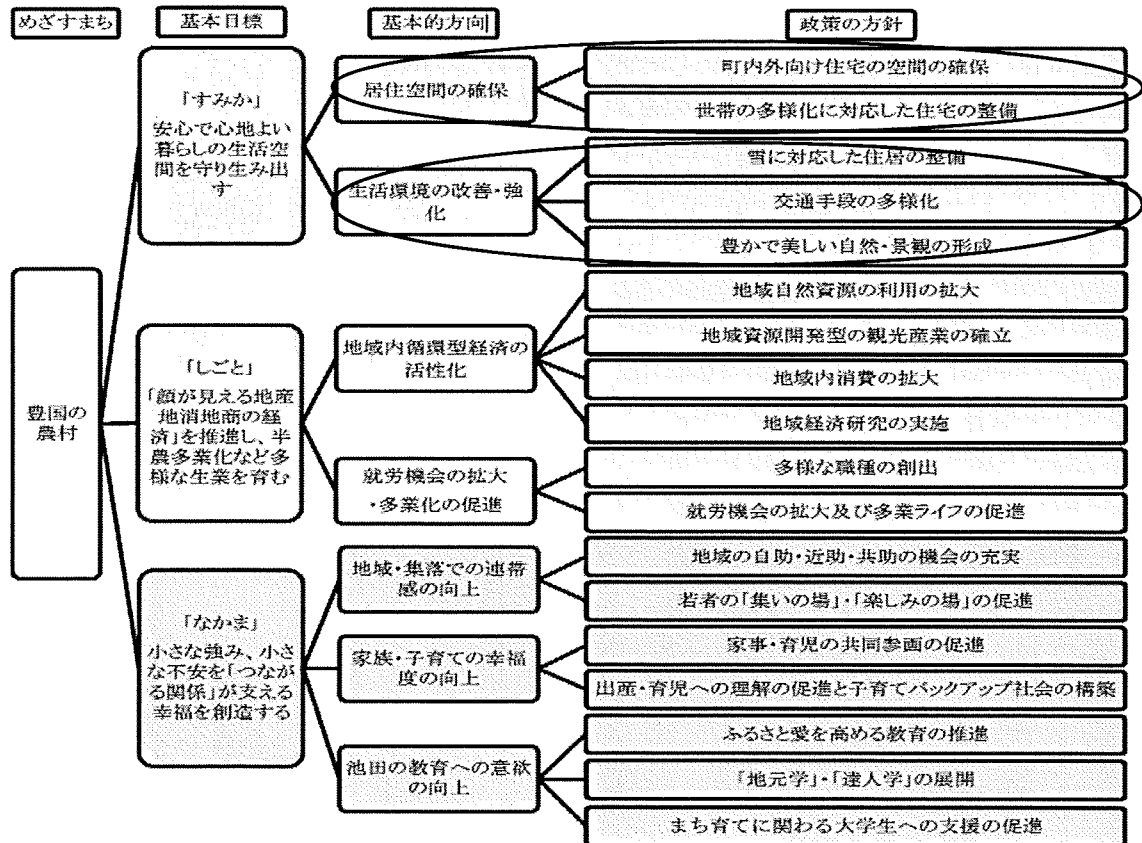 めざすまち
基本目標
基本的方向
政策の方針
豊国の
農村
「すみか」
安心で心地よい
暮らしの生活空
間を守り生み出
す
居住空間の確保
町内外向け住宅の空間の確保
世帯の多様化に対応した住宅の整備
生活環境の改善・強
化
雪に対応した住居の整備
交通手段の多様化
豊かで美しい自然・景観の形成
「しごと」
「顔が見える地産
地消地商の経
済」を推進し、半
農多業化など多
様な生業を育む
地域内循環型経済の
活性化
地域自然資源の利用の拡大
地域資源開発型の観光産業の確立
地域内消費の拡大
地域経済研究の実施
就労機会の拡大
・多業化の促進
多様な職種の創出
就労機会の拡大及び多業ライフの促進
「なかま」
小さな強み、小さ
な不安を「つなが
る関係」が支える
幸福を創造する
地域・集落での連帯
感の向上
地域の自助・近助・共助の機会の充実
若者の「集いの場」・「楽しみの場」の促進
家族・子育ての幸福
度の向上
家事・育児の共同参画の促進
出産・育児への理解の促進と子育てバックアップ社会の構築
池田の教育への意欲
の向上
ふるさと愛を高める教育の推進
「地元学」・「達人学」の展開
まち育てに関わる大学生への支援の促進